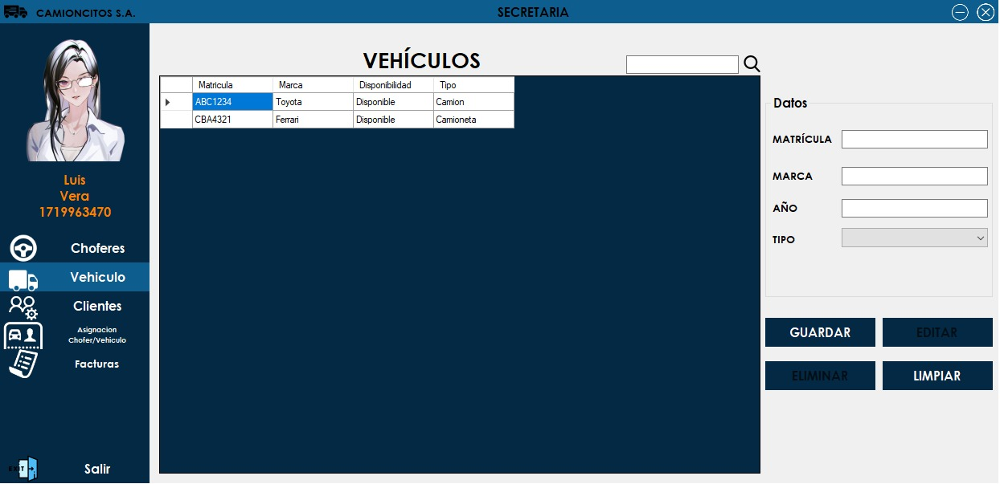 CAMIONCITOS S.A.
SECRETARIA
Luis
Vera
1719963470
Choferes
Vehiculo
Clientes
Asignacion
Chofer/Vehiculo
Facturas
EXIT
Salir
VEHÍCULOS
Matricula Marca Disponibilidad Tipo
ABC1234 Toyota Disponible Camion
CBA4321 Ferrari Disponible Camioneta
Datos
MATRÍCULA
MARCA
AÑO
TIPO
GUARDAR EDITAR
ELIMINAR LIMPIAR